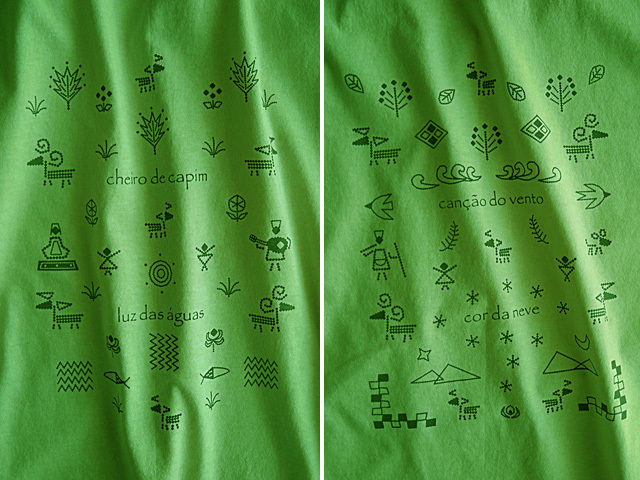 cheiro de capim
luz das águas
canção do vento
cor da neve